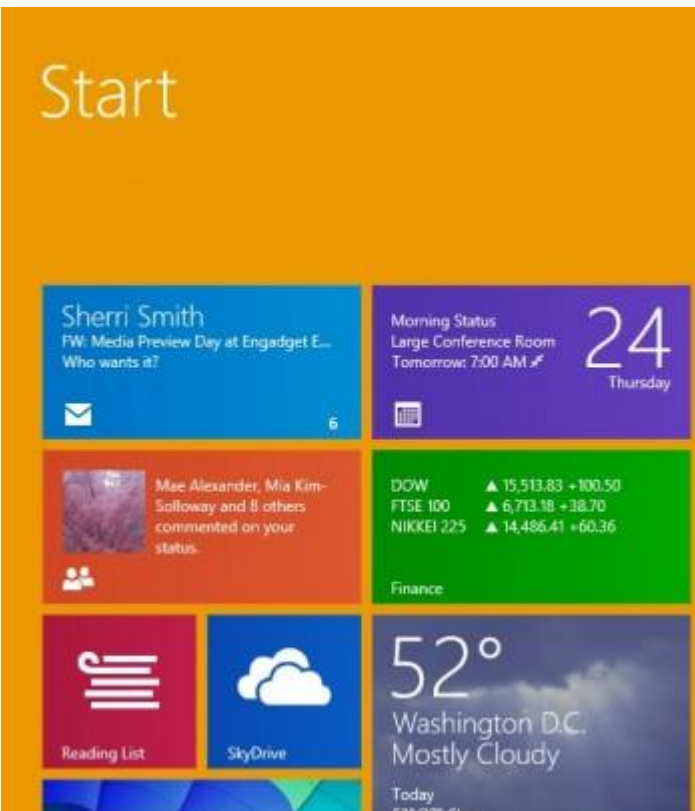 Start
Sherri Smith
FW: Media Preview Day at Engadget E...
Who wants it?
6
Morning Status
Large Conference Room
Tomorrow: 7:00 AM
24
Thursday
Mae Alexander, Mia Kim-
Solloway and 8 others
commented on your
status.
DOW ▲ 15,513.83 +100.50
FTSE 100 ▲ 6,713.18 +38.70
NIKKEI 225 ▲ 14,486.41 +60.36
Finance
Reading List
SkyDrive
52°
Washington D.C.
Mostly Cloudy
Today